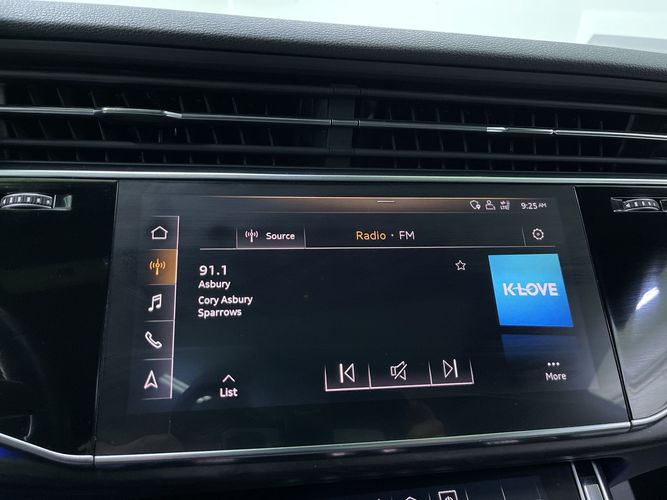 9:25 AM
Source
Radio · FM
91.1
Asbury
Cory Asbury
Sparrows
K-LOVE
List
More